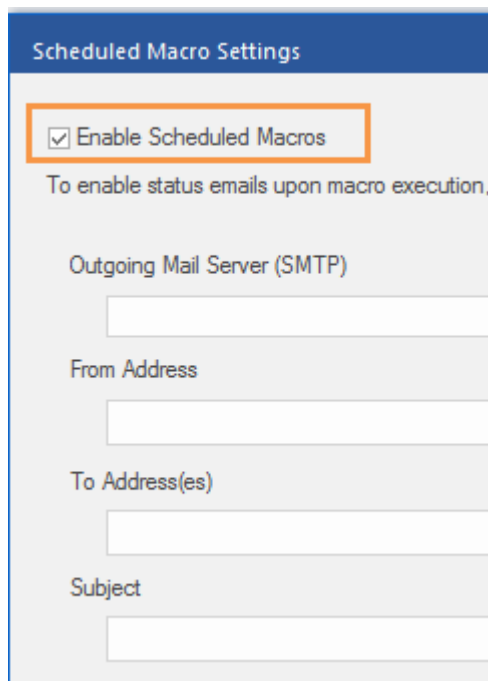 Scheduled Macro Settings
Enable Scheduled Macros
To enable status emails upon macro execution,
Outgoing Mail Server (SMTP)
From Address
To Address(es)
Subject